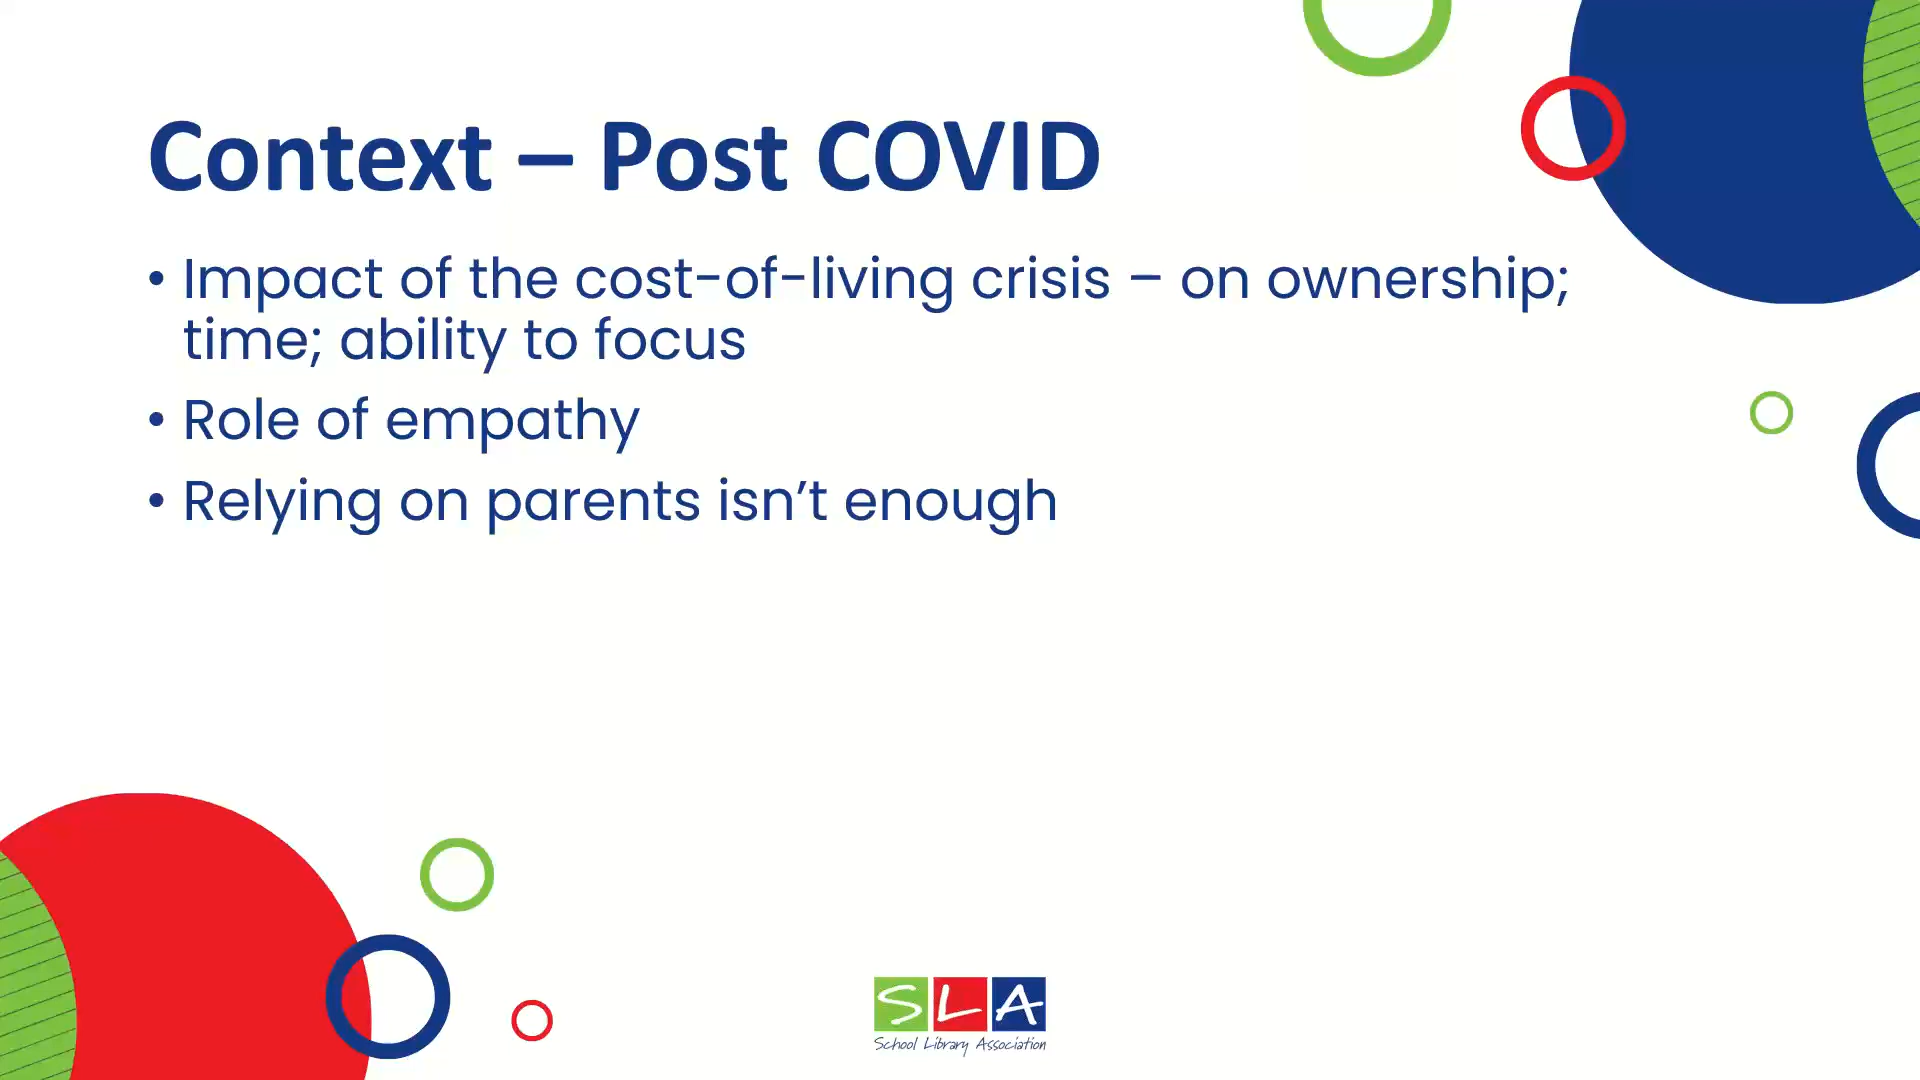 Context – Post COVID
• Impact of the cost-of-living crisis – on ownership;
time; ability to focus
• Role of empathy
• Relying on parents isn’t enough
SLA
School Library Association